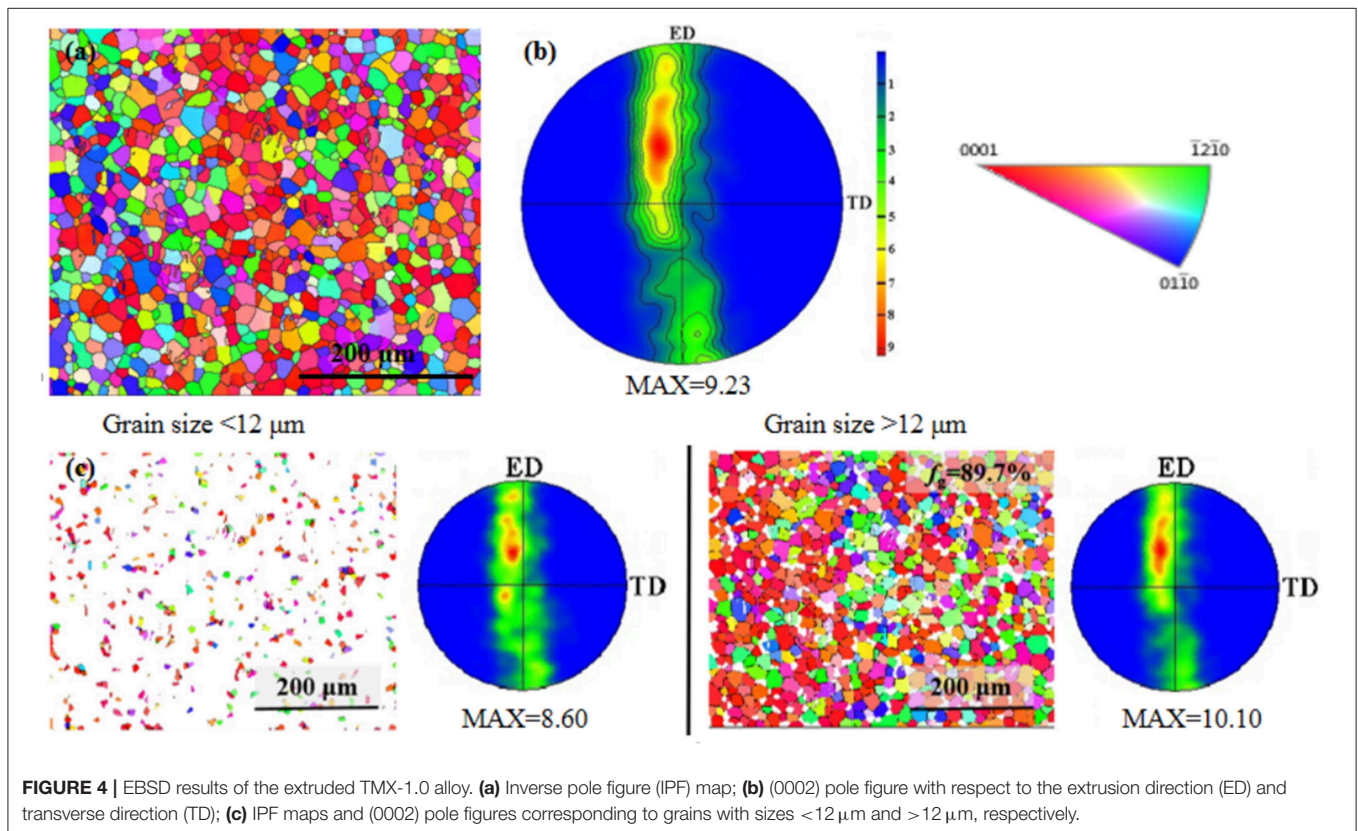 (a)
200 μm
(b)
ED
TD
MAX=9.23
1
2
3
4
5
6
7
8
9
0001
1̅21̅0
011̅0
Grain size <12 μm
(c)
200 μm
ED
TD
MAX=8.60
Grain size >12 μm
fg=89.7%
200 μm
ED
TD
MAX=10.10
FIGURE 4 | EBSD results of the extruded TMX-1.0 alloy. (a) Inverse pole figure (IPF) map; (b) (0002) pole figure with respect to the extrusion direction (ED) and
transverse direction (TD); (c) IPF maps and (0002) pole figures corresponding to grains with sizes <12 μm and >12 μm, respectively.